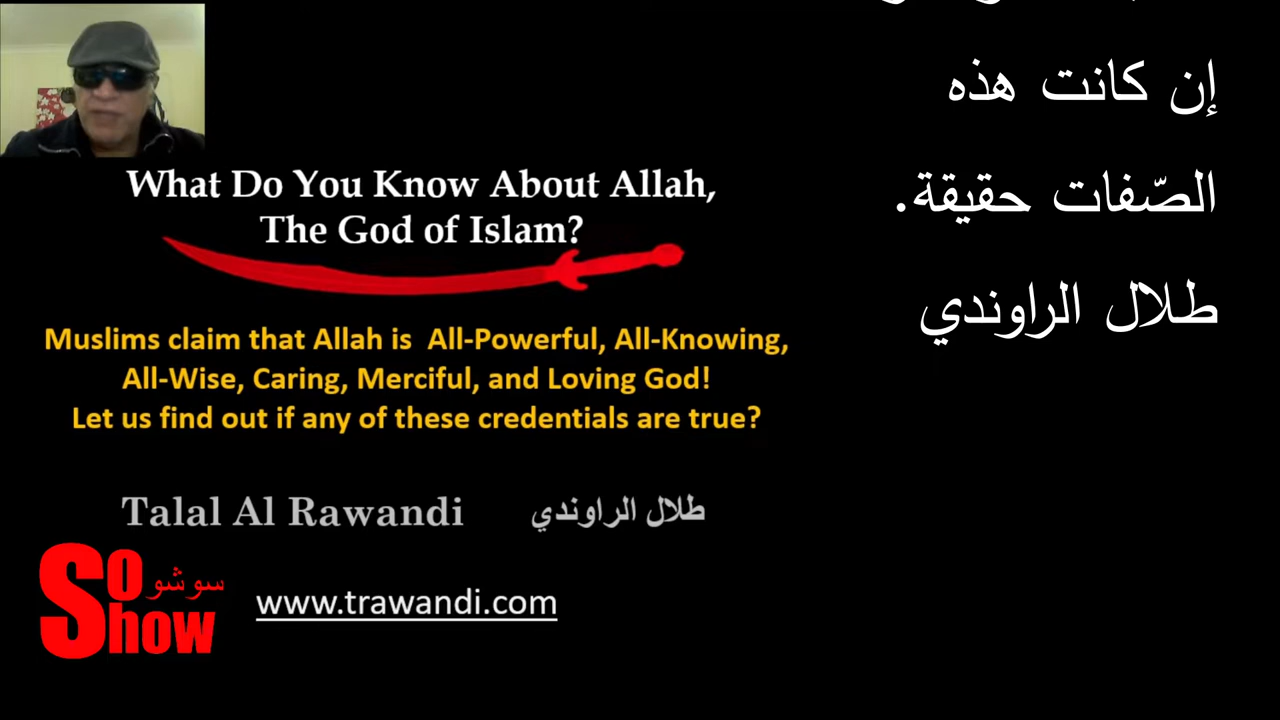 What Do You Know About Allah,
The God of Islam?
Muslims claim that Allah is All-Powerful, All-Knowing,
All-Wise, Caring, Merciful, and Loving God!
Let us find out if any of these credentials are true?
Talal Al Rawandi طلال الراوندي
So Show سو شو
www.trawandi.com
إن كانت هذه
الصّفات حقيقة.
طلال الراوندي